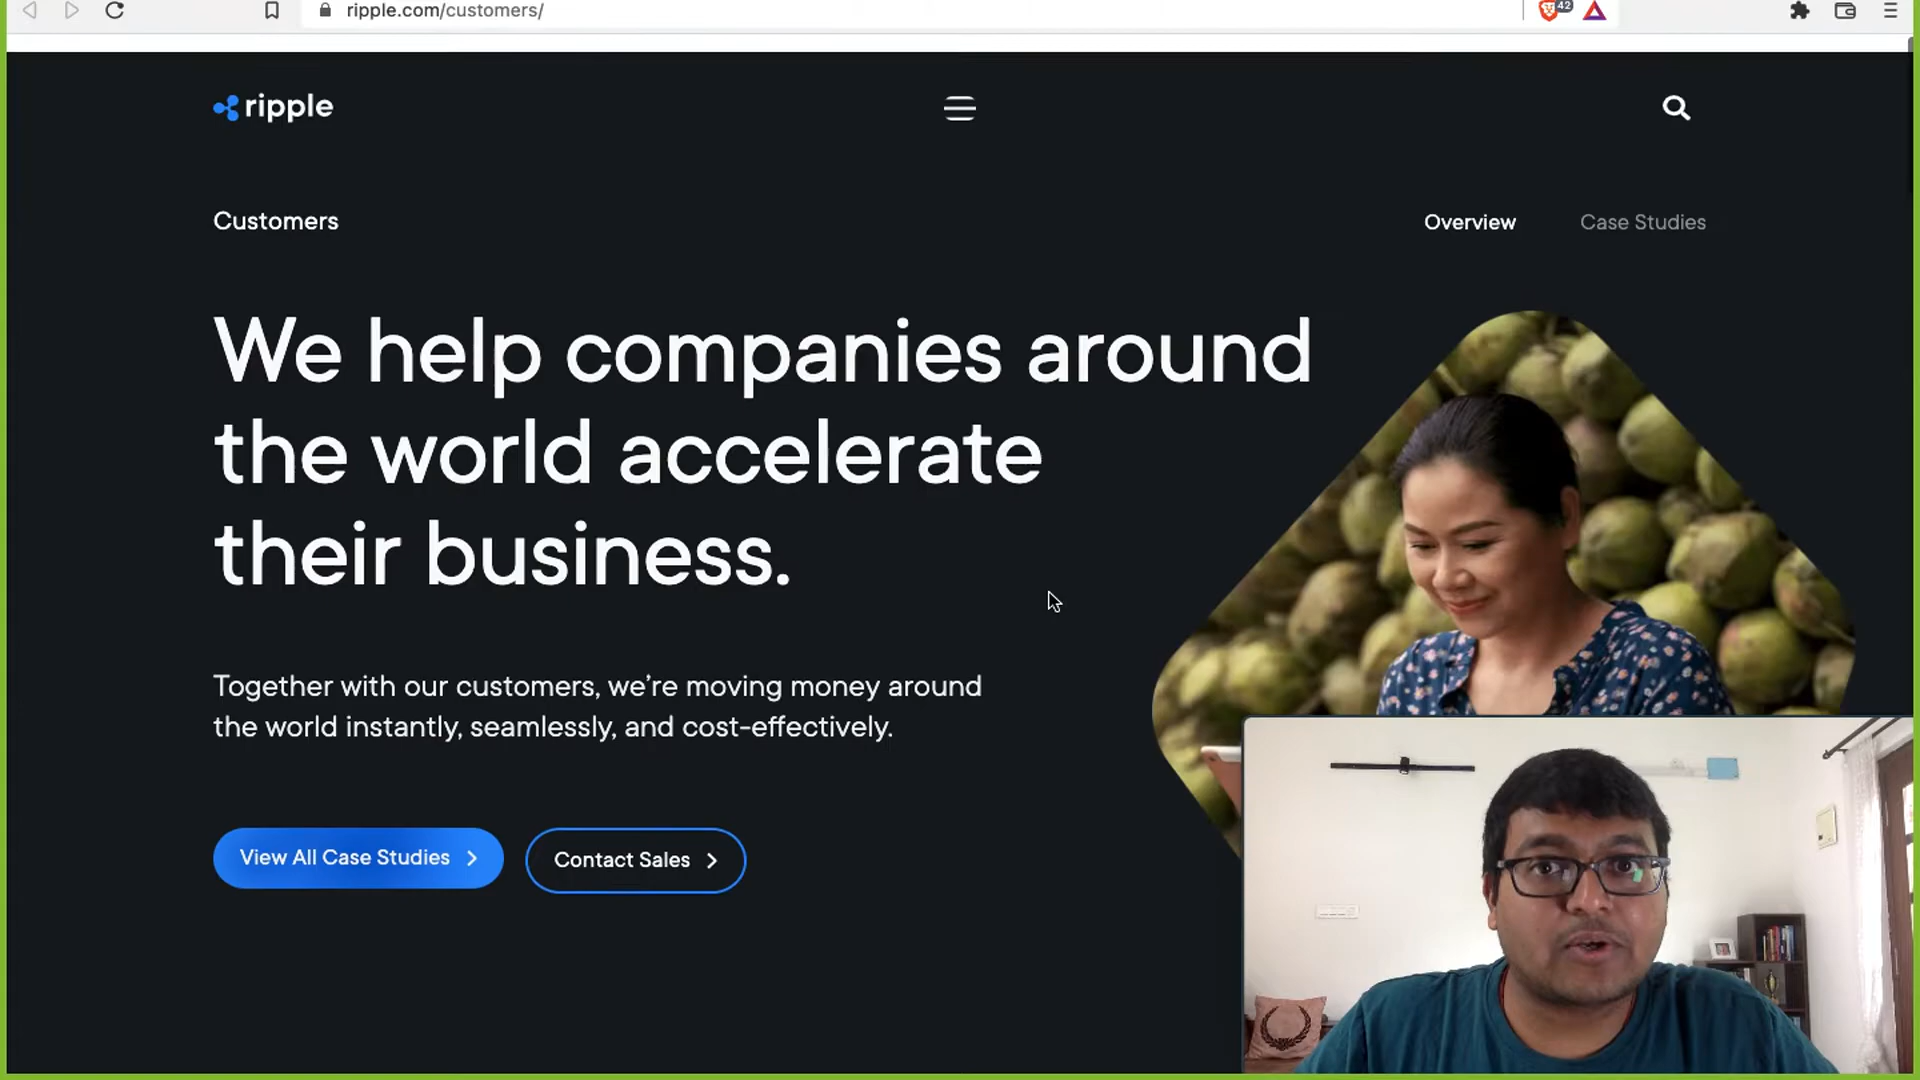 ripple.com/customers/
42
ripple
Customers
Overview
Case Studies
We help companies around
the world accelerate
their business.
Together with our customers, we're moving money around
the world instantly, seamlessly, and cost-effectively.
View All Case Studies
Contact Sales